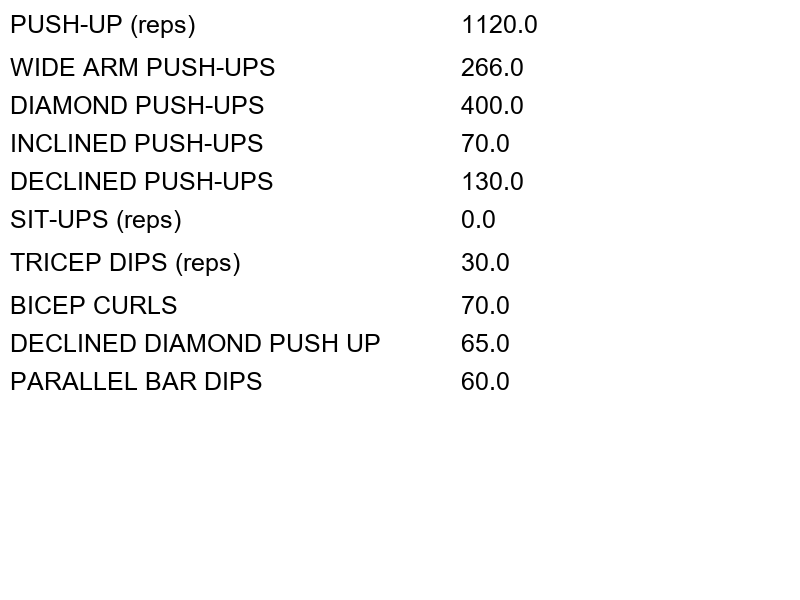 PUSH-UP (reps) 1120.0
WIDE ARM PUSH-UPS 266.0
DIAMOND PUSH-UPS 400.0
INCLINED PUSH-UPS 70.0
DECLINED PUSH-UPS 130.0
SIT-UPS (reps) 0.0
TRICEP DIPS (reps) 30.0
BICEP CURLS 70.0
DECLINED DIAMOND PUSH UP 65.0
PARALLEL BAR DIPS 60.0